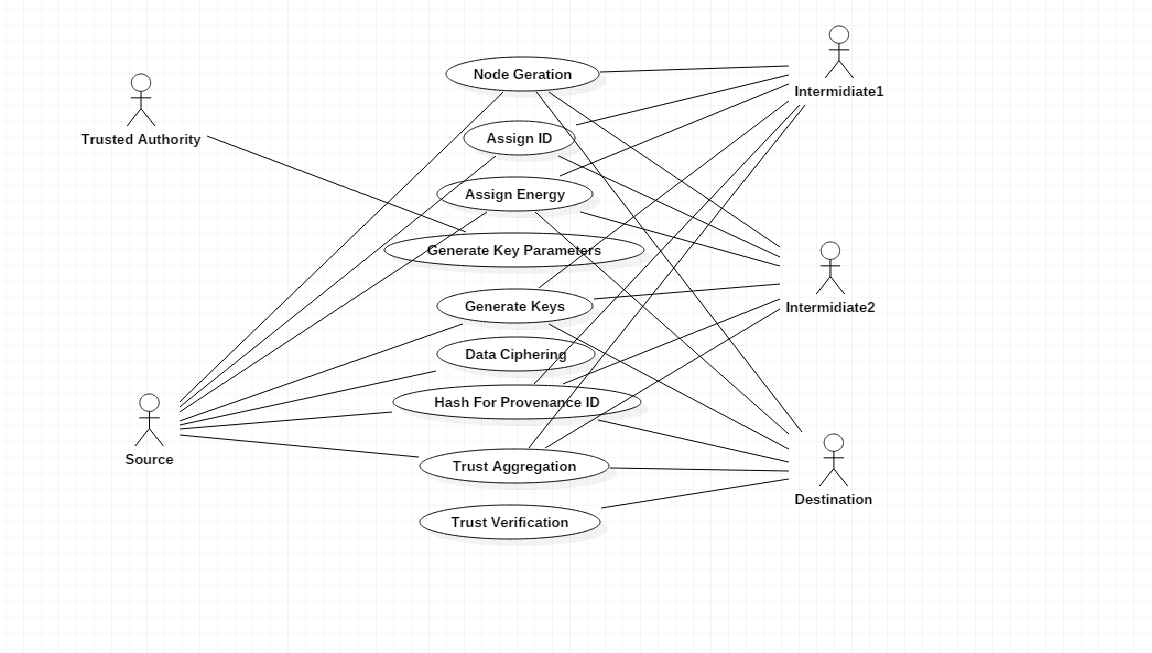 Node Geration
Intermidiate1
Trusted Authority
Assign ID
Assign Energy
Generate Key Parameters
Generate Keys
Intermidiate2
Data Ciphering
Hash For Provenance ID
Source
Trust Aggregation
Destination
Trust Verification